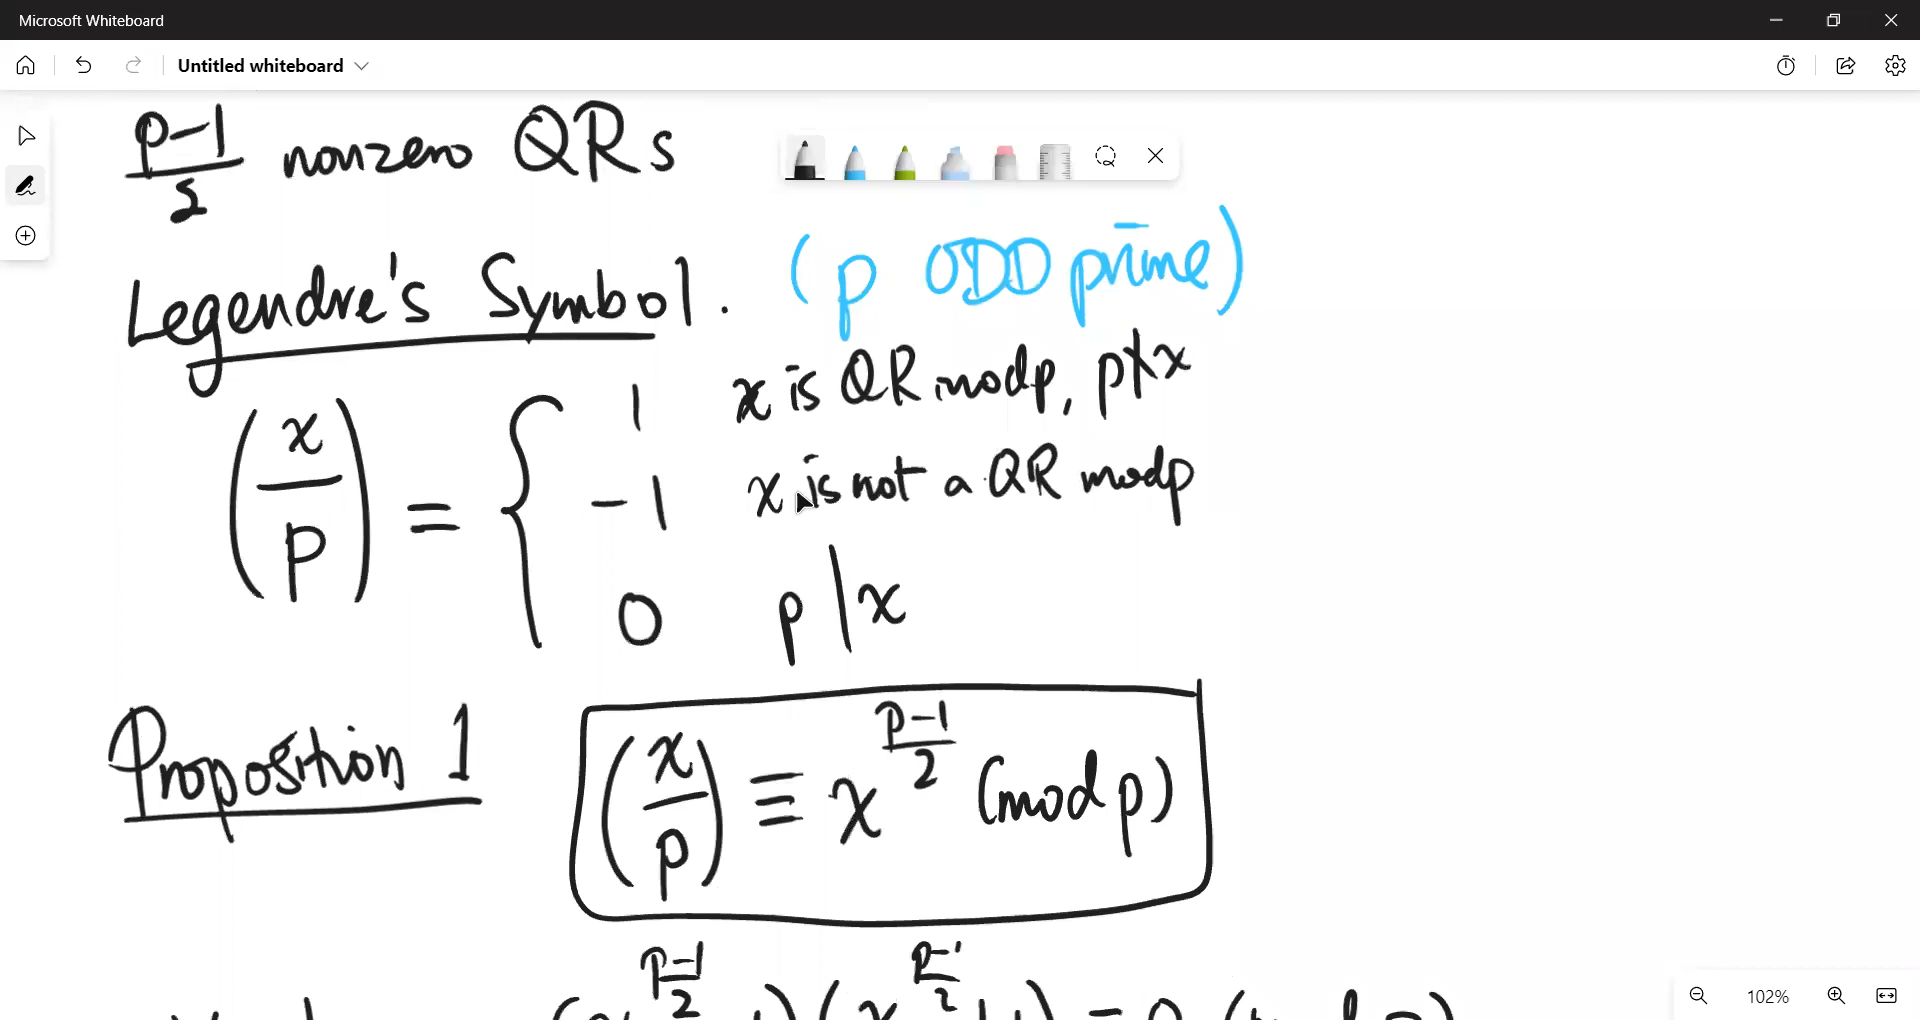 Microsoft Whiteboard
Untitled whiteboard
p-1/2 nonzero QRs
Legendre's Symbol. (p ODD prime)
(x/p) = { 1 x is QR mod p, p∤x
-1 x is not a QR mod p
0 p | x
Proposition 1 (x/p) ≡ x^((p-1)/2) (mod p)
102%